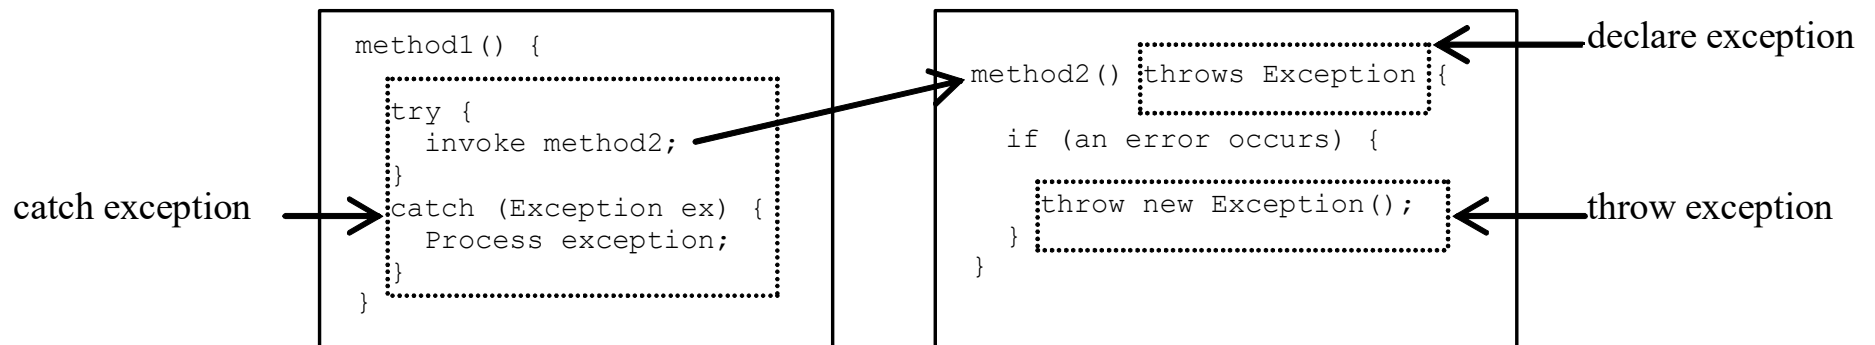 catch exception
method1() {
try {
invoke method2;
}
catch (Exception ex) {
Process exception;
}
}
method2() throws Exception {
if (an error occurs) {
throw new Exception();
}
}
declare exception
throw exception